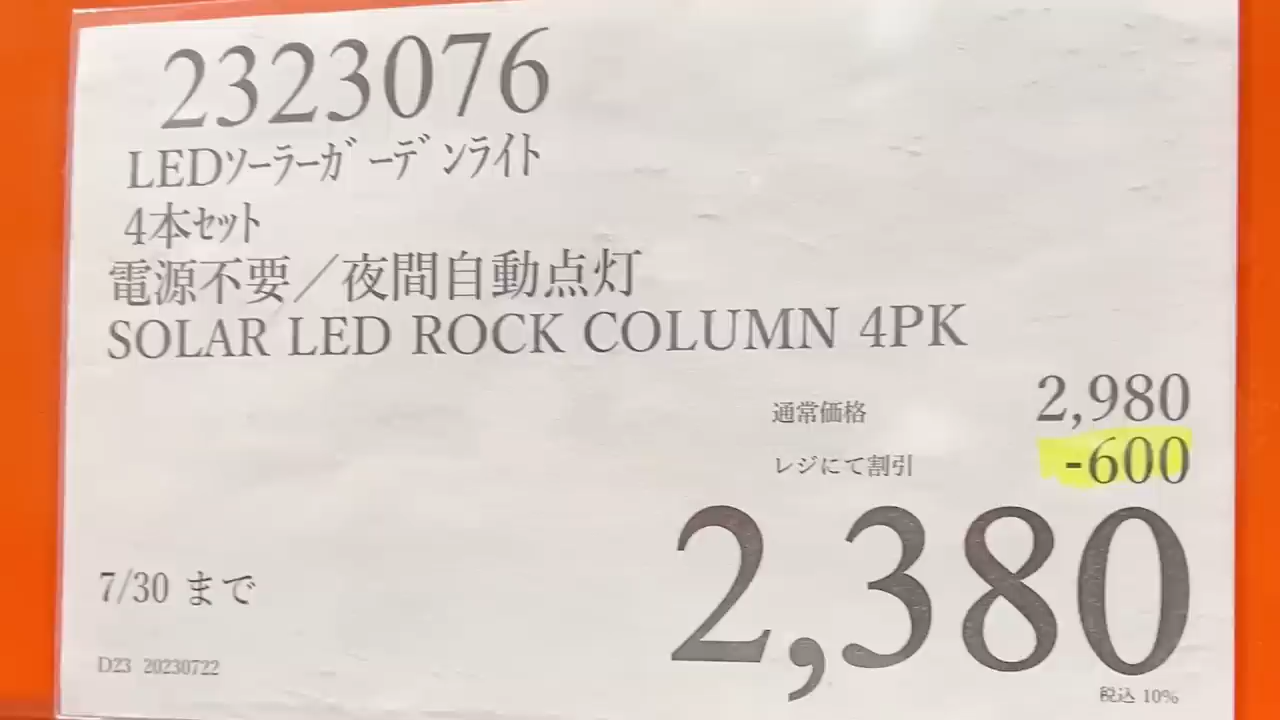 2323076
LEDｿｰﾗｰｶﾞｰﾃﾞﾝﾗｲﾄ
4本ｾｯﾄ
電源不要／夜間自動点灯
SOLAR LED ROCK COLUMN 4PK
通常価格 2,980
レジにて割引 -600
2,380
7/30 まで
D23 20230722
税込 10%